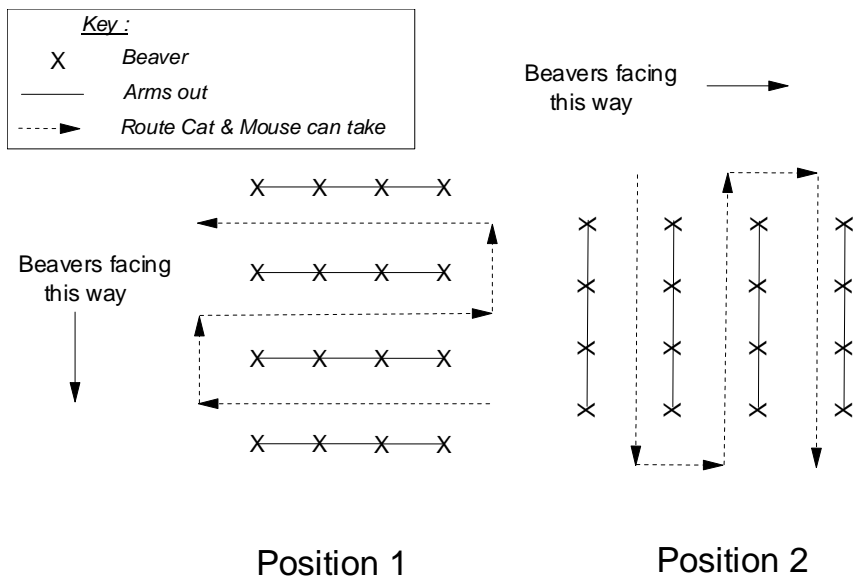 Key :
X Beaver
Arms out
Route Cat & Mouse can take
Beavers facing
this way
X X X X
X X X X
X X X X
X X X X
Beavers facing
this way
X X X X
X X X X
X X X X
X X X X
Position 1
Position 2